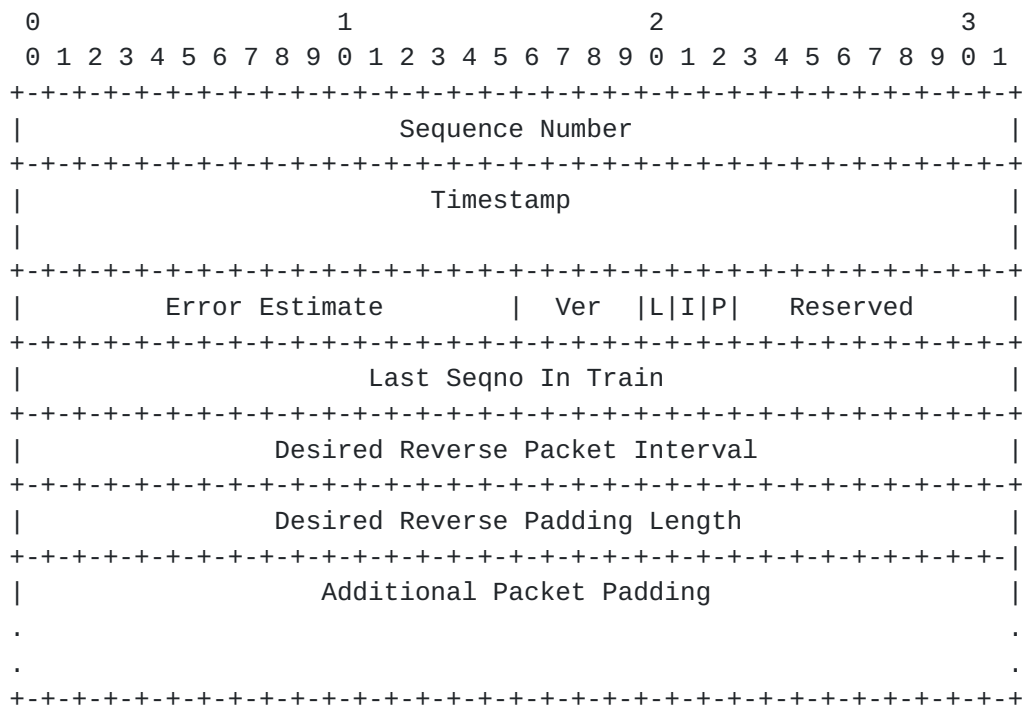 0                   1                   2                   3
 0 1 2 3 4 5 6 7 8 9 0 1 2 3 4 5 6 7 8 9 0 1 2 3 4 5 6 7 8 9 0 1
+-+-+-+-+-+-+-+-+-+-+-+-+-+-+-+-+-+-+-+-+-+-+-+-+-+-+-+-+-+-+-+-+
|                        Sequence Number                        |
+-+-+-+-+-+-+-+-+-+-+-+-+-+-+-+-+-+-+-+-+-+-+-+-+-+-+-+-+-+-+-+-+
|                          Timestamp                            |
|                                                               |
+-+-+-+-+-+-+-+-+-+-+-+-+-+-+-+-+-+-+-+-+-+-+-+-+-+-+-+-+-+-+-+-+
|         Error Estimate        |  Ver  |L|I|P|   Reserved      |
+-+-+-+-+-+-+-+-+-+-+-+-+-+-+-+-+-+-+-+-+-+-+-+-+-+-+-+-+-+-+-+-+
|                      Last Seqno In Train                      |
+-+-+-+-+-+-+-+-+-+-+-+-+-+-+-+-+-+-+-+-+-+-+-+-+-+-+-+-+-+-+-+-+
|                Desired Reverse Packet Interval                |
+-+-+-+-+-+-+-+-+-+-+-+-+-+-+-+-+-+-+-+-+-+-+-+-+-+-+-+-+-+-+-+-+
|                Desired Reverse Padding Length                 |
+-+-+-+-+-+-+-+-+-+-+-+-+-+-+-+-+-+-+-+-+-+-+-+-+-+-+-+-+-+-+-+-|
|                   Additional Packet Padding                   |
.                                                               .
.                                                               .
+-+-+-+-+-+-+-+-+-+-+-+-+-+-+-+-+-+-+-+-+-+-+-+-+-+-+-+-+-+-+-+-+